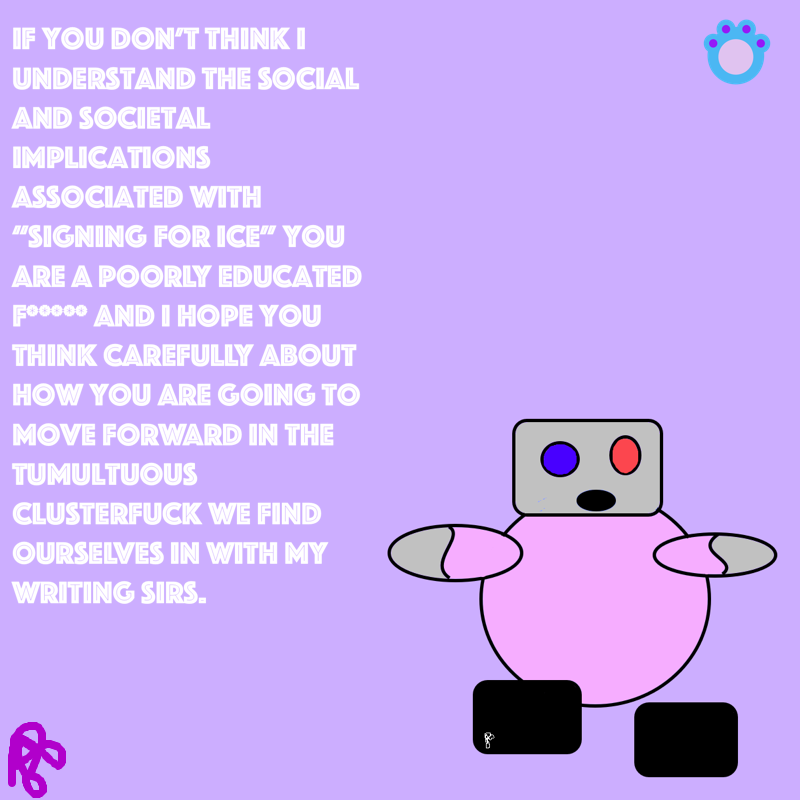 IF YOU DON'T THINK I
UNDERSTAND THE SOCIAL
AND SOCIETAL
IMPLICATIONS
ASSOCIATED WITH
"SIGNING FOR ICE" YOU
ARE A POORLY EDUCATED
F***** AND I HOPE YOU
THINK CAREFULLY ABOUT
HOW YOU ARE GOING TO
MOVE FORWARD IN THE
TUMULTUOUS
CLUSTERFUCK WE FIND
OURSELVES IN WITH MY
WRITING SIRS.